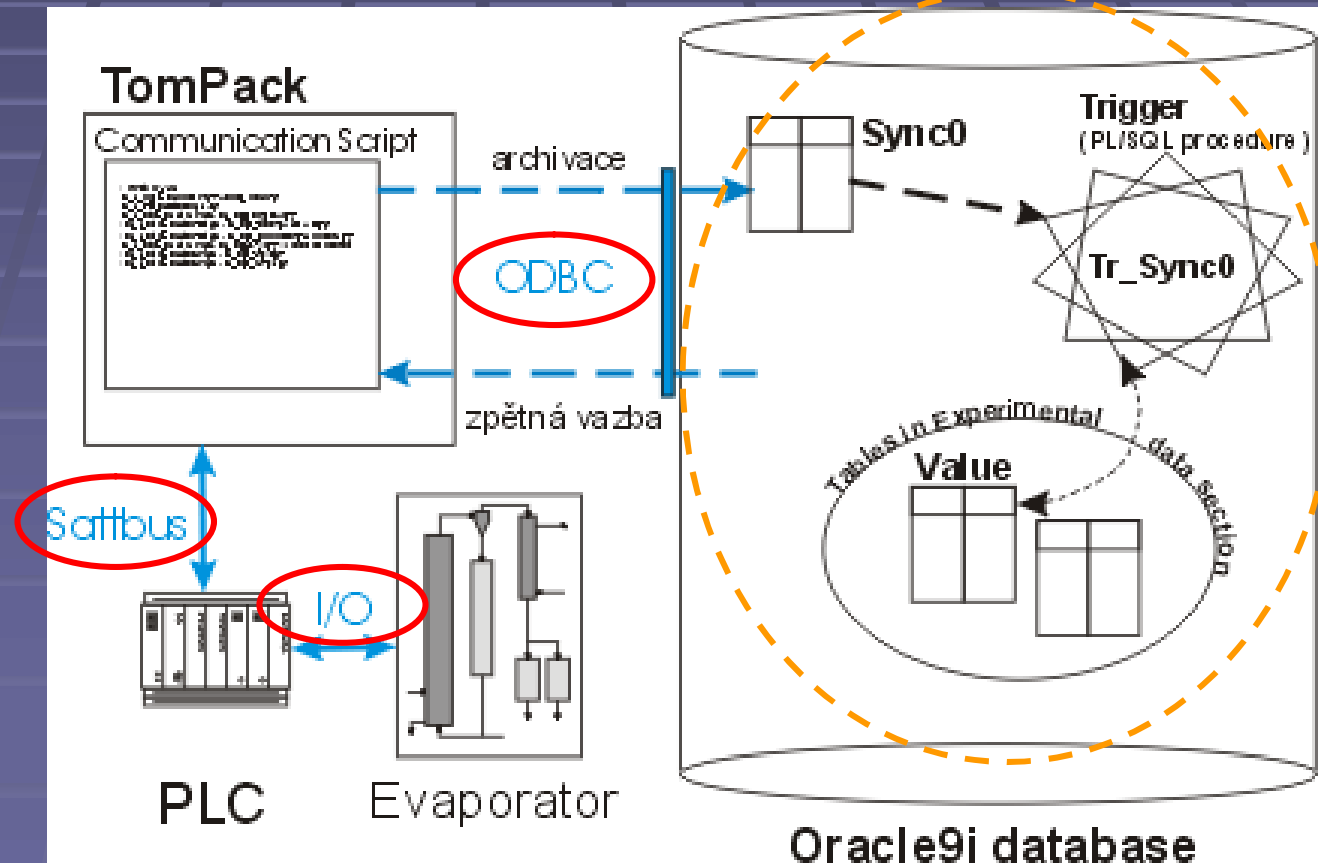 TomPack
Communication Script
archivace
ODBC
zpětná vazba
Sattbus
I/O
PLC
Evaporator
Sync0
Trigger
( PL/SQL procedure )
Tr_Sync0
Tables in Experimental data section
Value
Oracle9i database